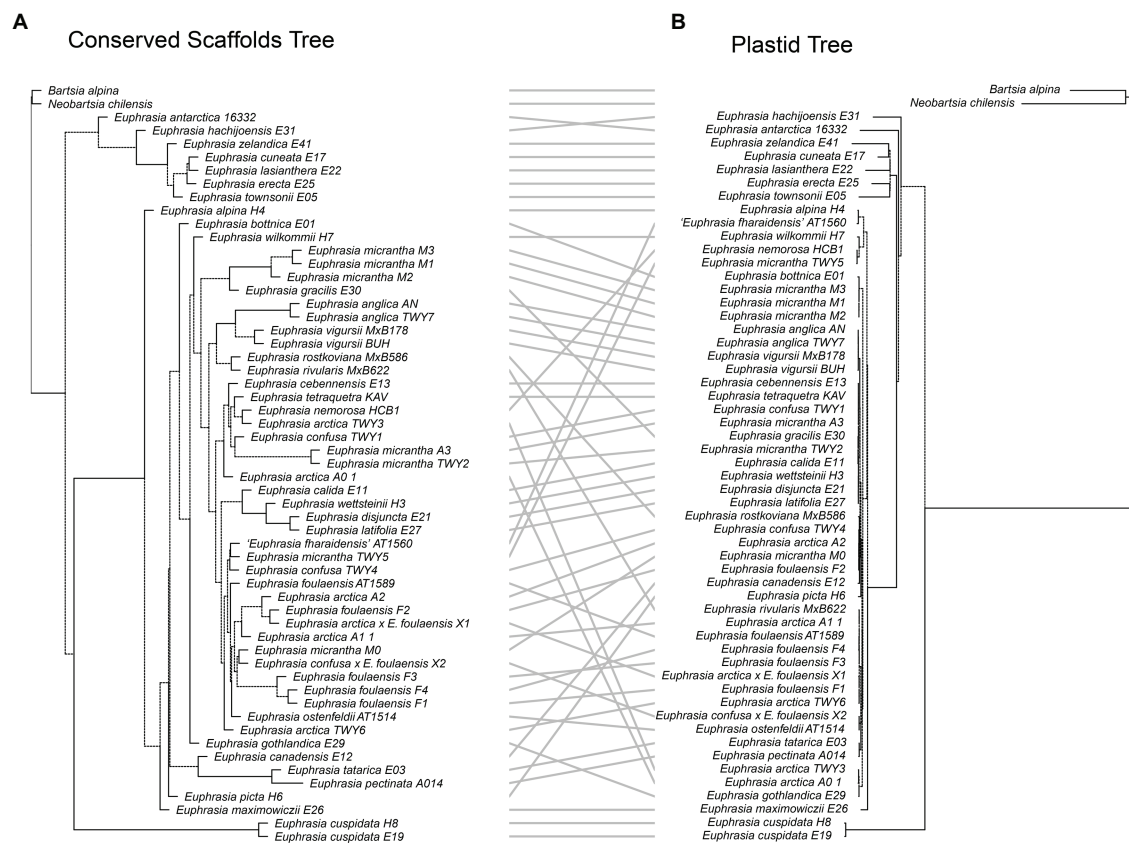 A
Conserved Scaffolds Tree
Bartsia alpina
Neobartsia chilensis
Euphrasia antarctica 16332
Euphrasia hachijoensis E31
Euphrasia zelandica E41
Euphrasia cuneata E17
Euphrasia lasianthera E22
Euphrasia erecta E25
Euphrasia townsonii E05
Euphrasia alpina H4
Euphrasia bottnica E01
Euphrasia wilkommii H7
Euphrasia micrantha M3
Euphrasia micrantha M1
Euphrasia micrantha M2
Euphrasia gracilis E30
Euphrasia anglica AN
Euphrasia anglica TWY7
Euphrasia vigursii MxB178
Euphrasia vigursii BUH
Euphrasia rostkoviana MxB586
Euphrasia rivularis MxB622
Euphrasia cebennensis E13
Euphrasia tetraquetra KAV
Euphrasia nemorosa HCB1
Euphrasia arctica TWY3
Euphrasia confusa TWY1
Euphrasia micrantha A3
Euphrasia micrantha TWY2
Euphrasia arctica A0 1
Euphrasia calida E11
Euphrasia wettsteinii H3
Euphrasia disjuncta E21
Euphrasia latifolia E27
'Euphrasia fharaidensis' AT1560
Euphrasia micrantha TWY5
Euphrasia confusa TWY4
Euphrasia foulaensis AT1589
Euphrasia arctica A2
Euphrasia foulaensis F2
Euphrasia arctica x E. foulaensis X1
Euphrasia arctica A1 1
Euphrasia micrantha M0
Euphrasia confusa x E. foulaensis X2
Euphrasia foulaensis F3
Euphrasia foulaensis F4
Euphrasia foulaensis F1
Euphrasia ostenfeldii AT1514
Euphrasia arctica TWY6
Euphrasia gothlandica E29
Euphrasia canadensis E12
Euphrasia tatarica E03
Euphrasia pectinata A014
Euphrasia picta H6
Euphrasia maximowiczii E26
Euphrasia cuspidata H8
Euphrasia cuspidata E19
B
Plastid Tree
Bartsia alpina
Neobartsia chilensis
Euphrasia hachijoensis E31
Euphrasia antarctica 16332
Euphrasia zelandica E41
Euphrasia cuneata E17
Euphrasia lasianthera E22
Euphrasia erecta E25
Euphrasia townsonii E05
Euphrasia alpina H4
'Euphrasia fharaidensis' AT1560
Euphrasia wilkommii H7
Euphrasia nemorosa HCB1
Euphrasia micrantha TWY5
Euphrasia bottnica E01
Euphrasia micrantha M3
Euphrasia micrantha M1
Euphrasia micrantha M2
Euphrasia anglica AN
Euphrasia anglica TWY7
Euphrasia vigursii MxB178
Euphrasia vigursii BUH
Euphrasia cebennensis E13
Euphrasia tetraquetra KAV
Euphrasia confusa TWY1
Euphrasia micrantha A3
Euphrasia gracilis E30
Euphrasia micrantha TWY2
Euphrasia calida E11
Euphrasia wettsteinii H3
Euphrasia disjuncta E21
Euphrasia latifolia E27
Euphrasia rostkoviana MxB586
Euphrasia confusa TWY4
Euphrasia arctica A2
Euphrasia micrantha M0
Euphrasia foulaensis F2
Euphrasia canadensis E12
Euphrasia picta H6
Euphrasia rivularis MxB622
Euphrasia arctica A1 1
Euphrasia foulaensis AT1589
Euphrasia foulaensis F4
Euphrasia foulaensis F3
Euphrasia arctica x E. foulaensis X1
Euphrasia foulaensis F1
Euphrasia arctica TWY6
Euphrasia confusa x E. foulaensis X2
Euphrasia ostenfeldii AT1514
Euphrasia tatarica E03
Euphrasia pectinata A014
Euphrasia arctica TWY3
Euphrasia arctica A0 1
Euphrasia gothlandica E29
Euphrasia maximowiczii E26
Euphrasia cuspidata H8
Euphrasia cuspidata E19